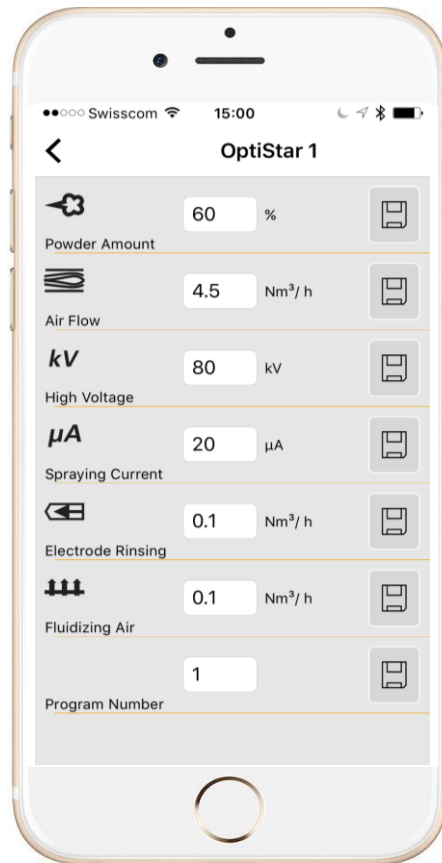 Swisscom 15:00
OptiStar 1
60 %
Powder Amount
4.5 Nm³/ h
Air Flow
kV 80 kV
High Voltage
µA 20 µA
Spraying Current
0.1 Nm³/ h
Electrode Rinsing
0.1 Nm³/ h
Fluidizing Air
1
Program Number